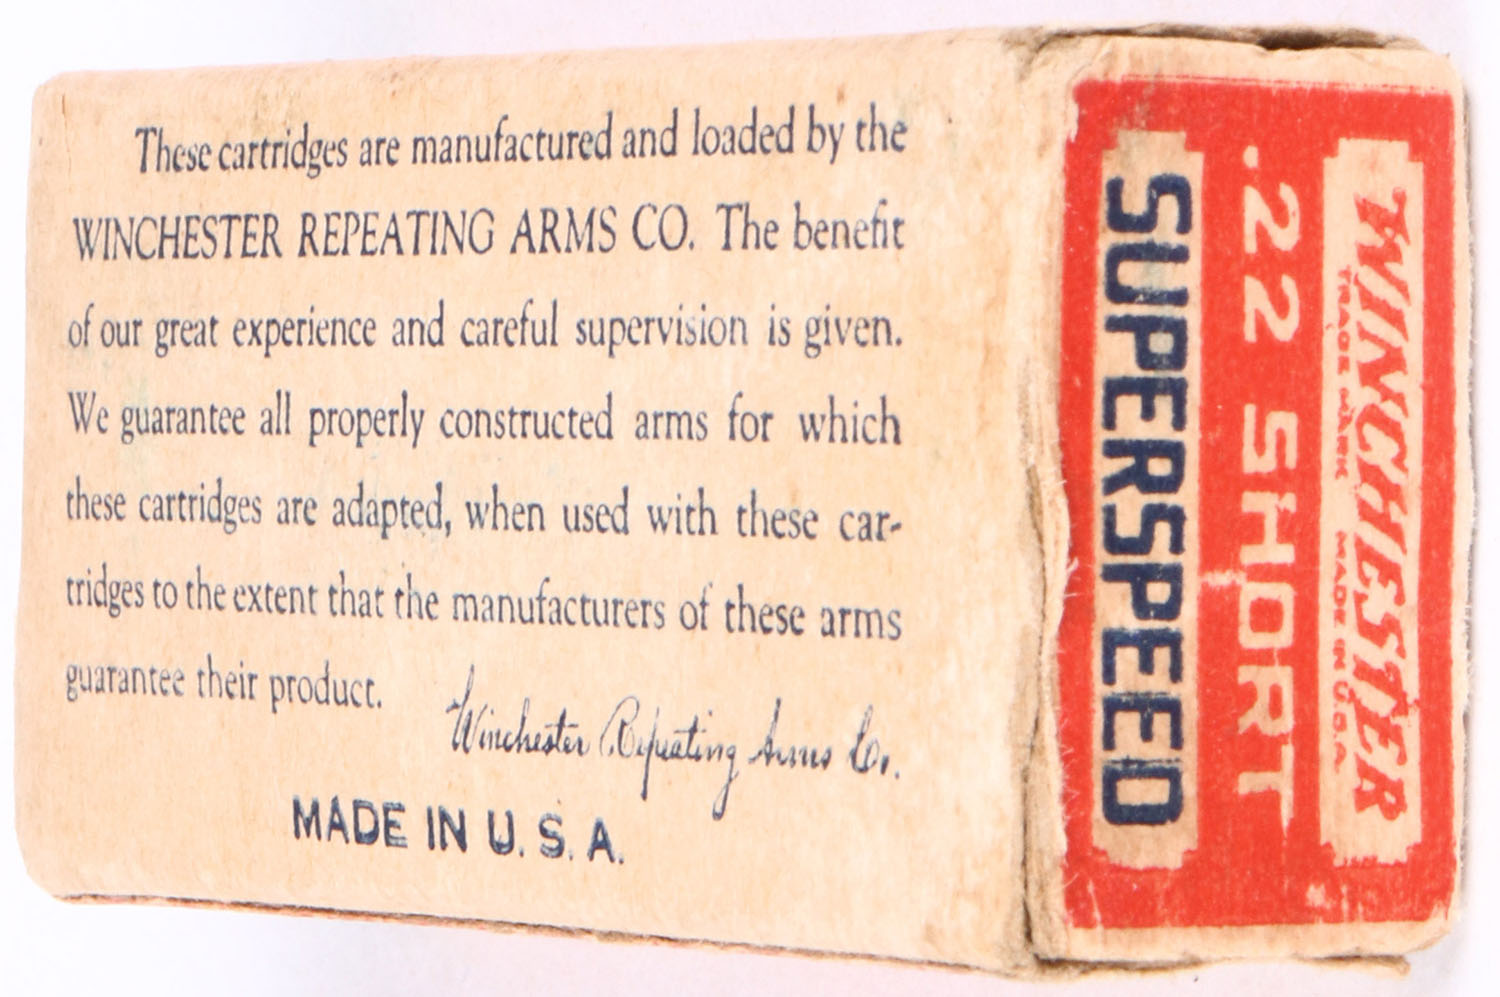 These cartridges are manufactured and loaded by the
WINCHESTER REPEATING ARMS CO. The benefit
of our great experience and careful supervision is given.
We guarantee all properly constructed arms for which
these cartridges are adapted, when used with these car-
tridges to the extent that the manufacturers of these arms
guarantee their product.
Winchester Repeating Arms Co.
MADE IN U.S.A.
WINCHESTER
TRADE MARK MADE IN U.S.A.
.22 SHORT
SUPERSPEED